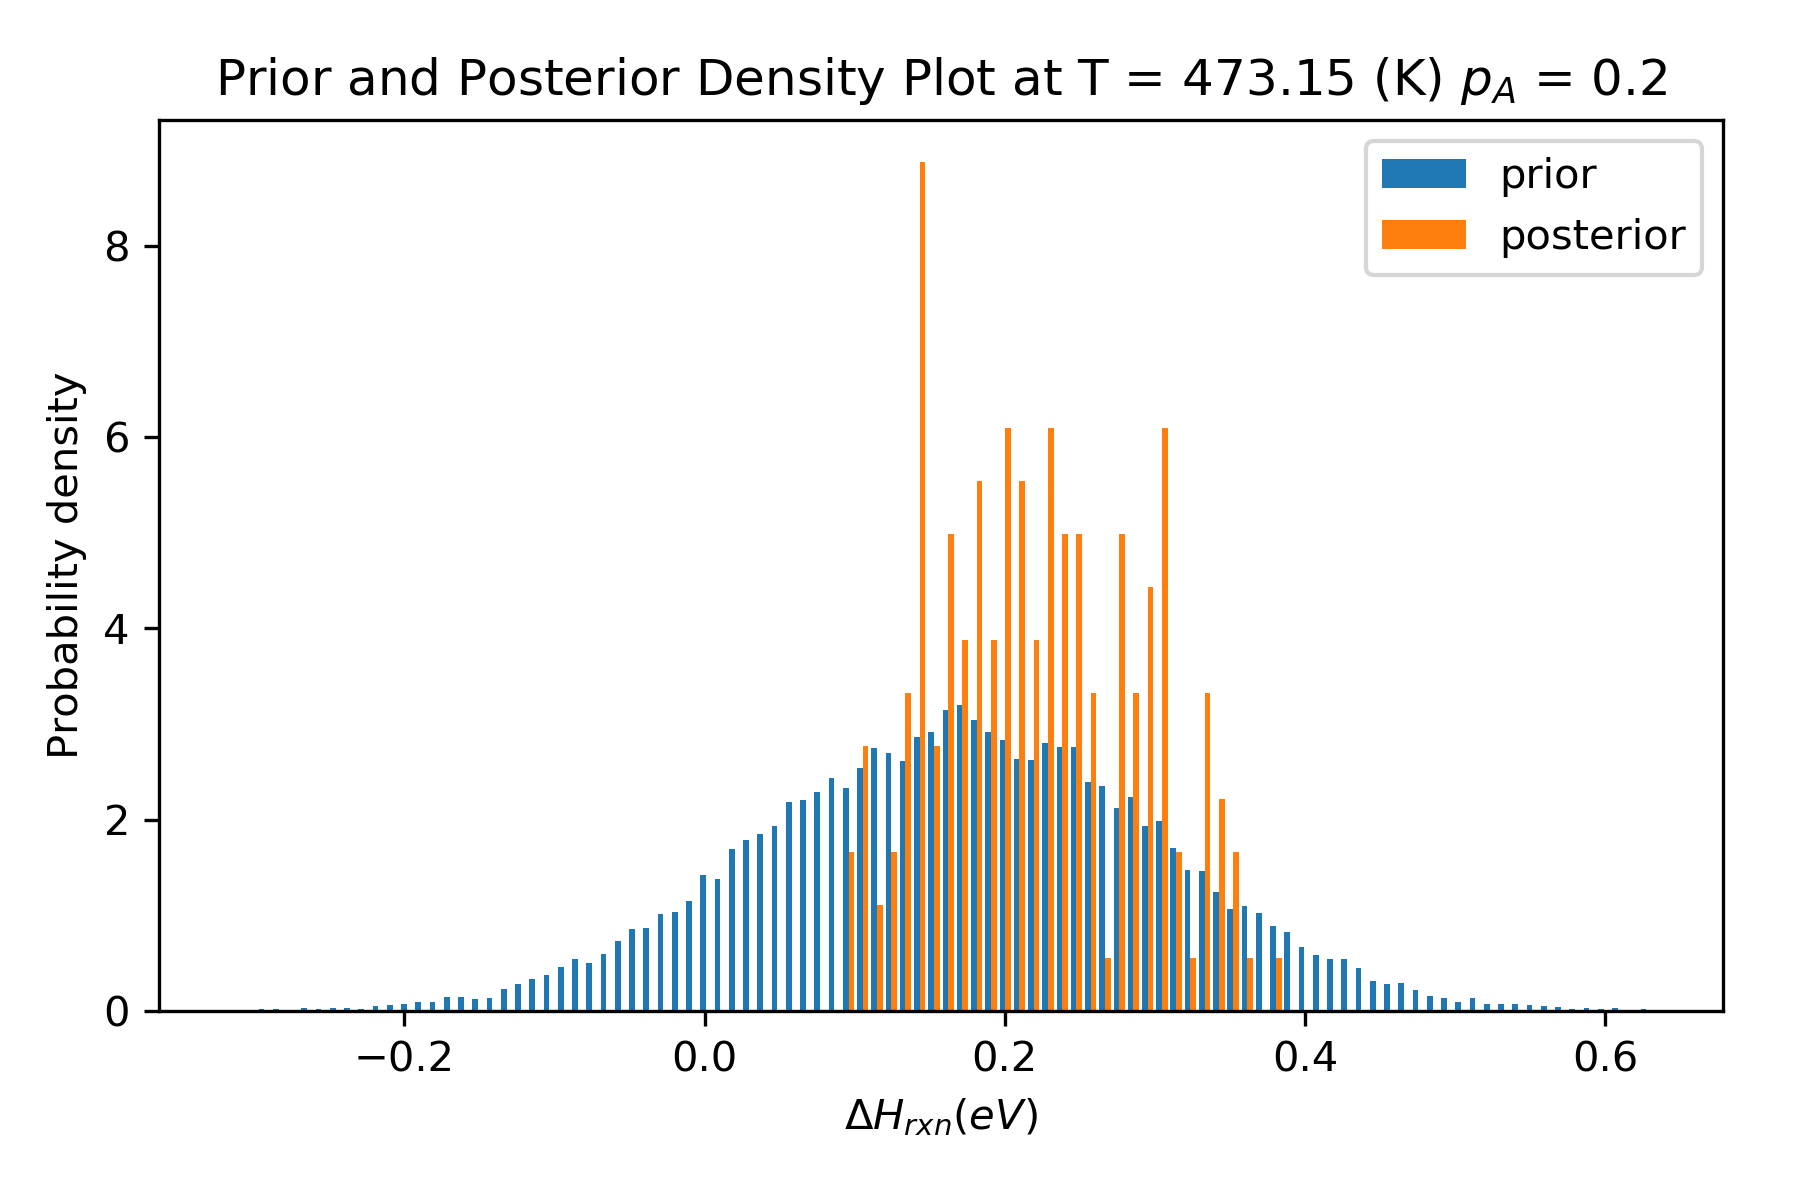 Prior and Posterior Density Plot at T = 473.15 (K) p_A = 0.2
prior
posterior
Probability density
8
6
4
2
0
−0.2
0.0
0.2
0.4
0.6
ΔH_rxn(eV)